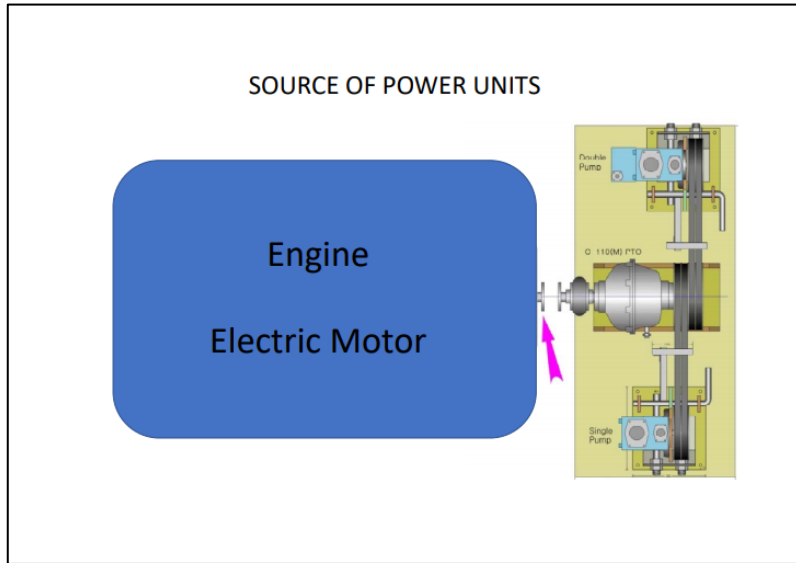 SOURCE OF POWER UNITS
Double
Pump
110(M) PTO
Engine
Electric Motor
Single
Pump